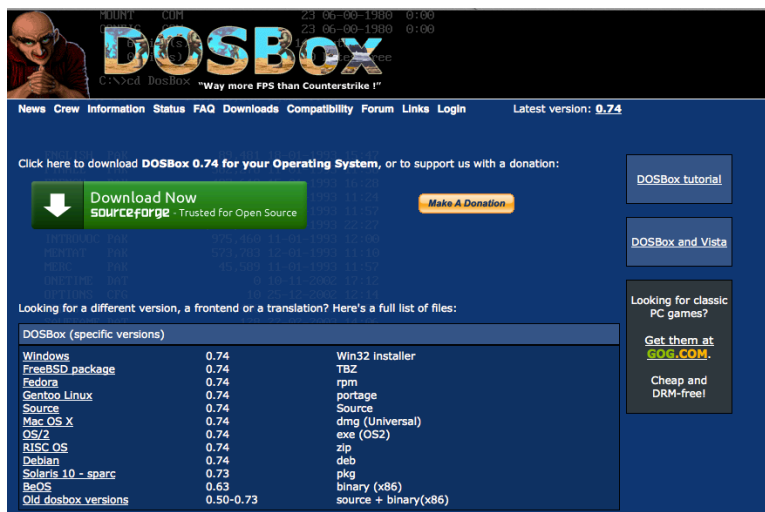 MOUNT COM 23 06-00-1980 0:00
23 06-00-1980 0:00
DOSBox
C:\>cd DosBox
"Way more FPS than Counterstrike !"
News Crew Information Status FAQ Downloads Compatibility Forum Links Login Latest version: 0.74
Click here to download DOSBox 0.74 for your Operating System, or to support us with a donation:
Download Now
sourceforge - Trusted for Open Source
Make A Donation
DOSBox tutorial
DOSBox and Vista
Looking for a different version, a frontend or a translation? Here's a full list of files:
DOSBox (specific versions)
Windows 0.74 Win32 installer
FreeBSD package 0.74 TBZ
Fedora 0.74 rpm
Gentoo Linux 0.74 portage
Source 0.74 Source
Mac OS X 0.74 dmg (Universal)
OS/2 0.74 exe (OS2)
RISC OS 0.74 zip
Debian 0.74 deb
Solaris 10 - sparc 0.73 pkg
BeOS 0.63 binary (x86)
Old dosbox versions 0.50-0.73 source + binary(x86)
Looking for classic
PC games?
Get them at
GOG.COM.
Cheap and
DRM-free!